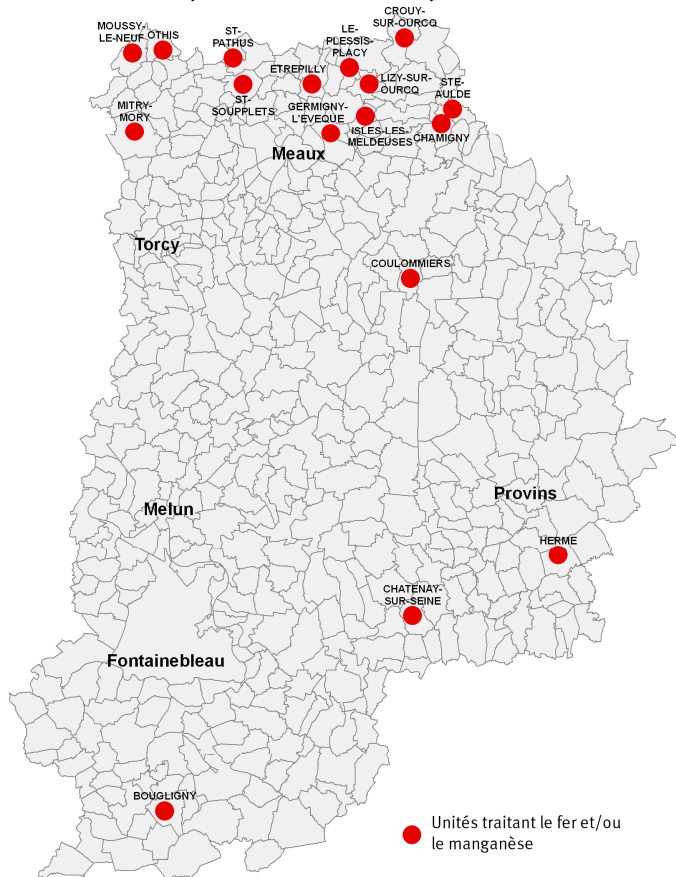 CROUY-
SUR-OURCQ
MOUSSY-
LE-NEUF
OTHIS
ST-
PATHUS
LE-
PLESSIS-
PLACY
ETREPILLY
LIZY-SUR-
OURCQ
STE-
AULDE
ST-
SOUPPLETS
MITRY-
MORY
GERMIGNY-
L'EVEQUE
ISLES-LES-
MELDEUSES
CHAMIGNY
Meaux
Torcy
COULOMMIERS
Provins
Melun
HERME
CHATENAY-
SUR-SEINE
Fontainebleau
BOUGLIGNY
Unités traitant le fer et/ou
le manganèse